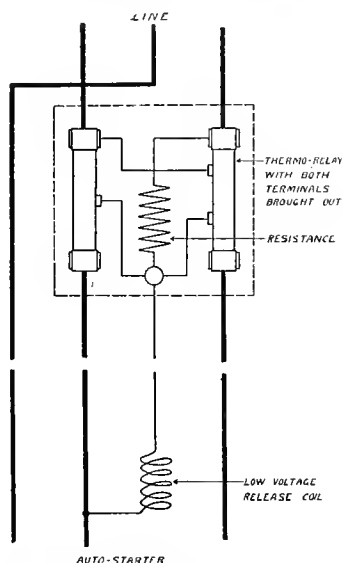 LINE
THERMO-RELAY
WITH BOTH
TERMINALS
BROUGHT OUT
RESISTANCE
LOW VOLTAGE
RELEASE COIL
AUTO-STARTER